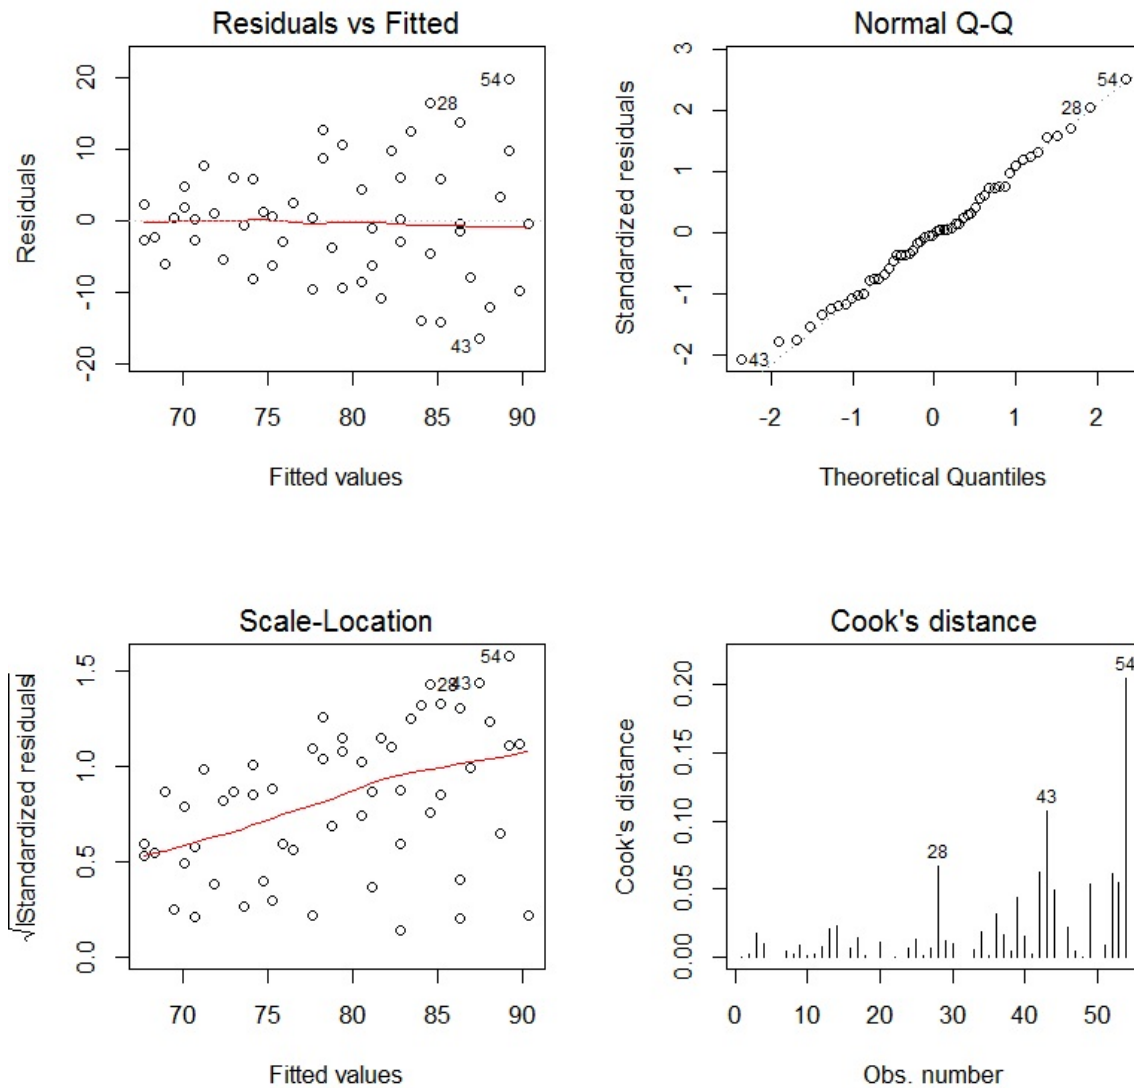 Residuals vs Fitted
Residuals
20
10
0
-10
-20
54
28
43
70 75 80 85 90
Fitted values
Normal Q-Q
Standardized residuals
3
2
1
0
-1
-2
54
28
43
-2 -1 0 1 2
Theoretical Quantiles
Scale-Location
√|Standardized residuals|
1.5
1.0
0.5
0.0
54
28
43
70 75 80 85 90
Fitted values
Cook's distance
Cook's distance
0.20
0.15
0.10
0.05
0.00
54
43
28
0 10 20 30 40 50
Obs. number